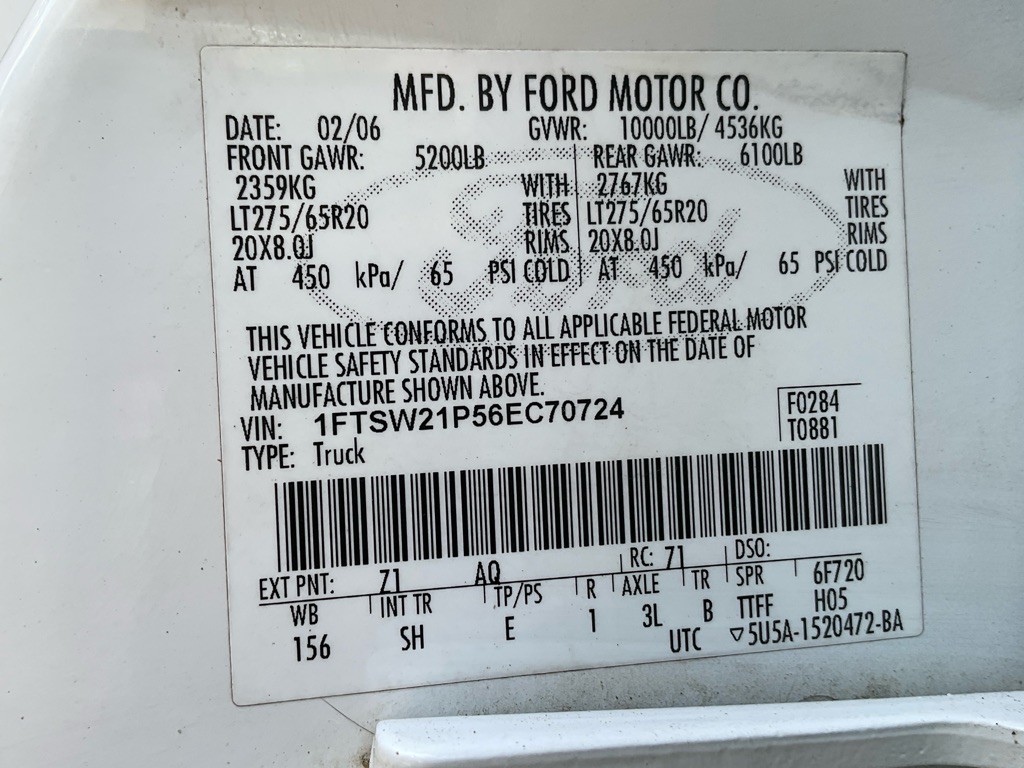 MFD. BY FORD MOTOR CO.
DATE: 02/06 GVWR: 10000LB/ 4536KG
FRONT GAWR: 5200LB REAR GAWR: 6100LB
2359KG WITH 2767KG WITH
LT275/65R20 TIRES LT275/65R20 TIRES
20X8.0J RIMS 20X8.0J RIMS
AT 450 kPa/ 65 PSI COLD AT 450 kPa/ 65 PSI COLD
Ford
THIS VEHICLE CONFORMS TO ALL APPLICABLE FEDERAL MOTOR
VEHICLE SAFETY STANDARDS IN EFFECT ON THE DATE OF
MANUFACTURE SHOWN ABOVE.
VIN: 1FTSW21P56EC70724 F0284
TYPE: Truck T0881
EXT PNT: Z1 AQ RC: 71 DSO:
WB INT TR TP/PS R AXLE TR SPR 6F720
156 SH E 1 3L B TTFF H05
UTC ▽5U5A-1520472-BA